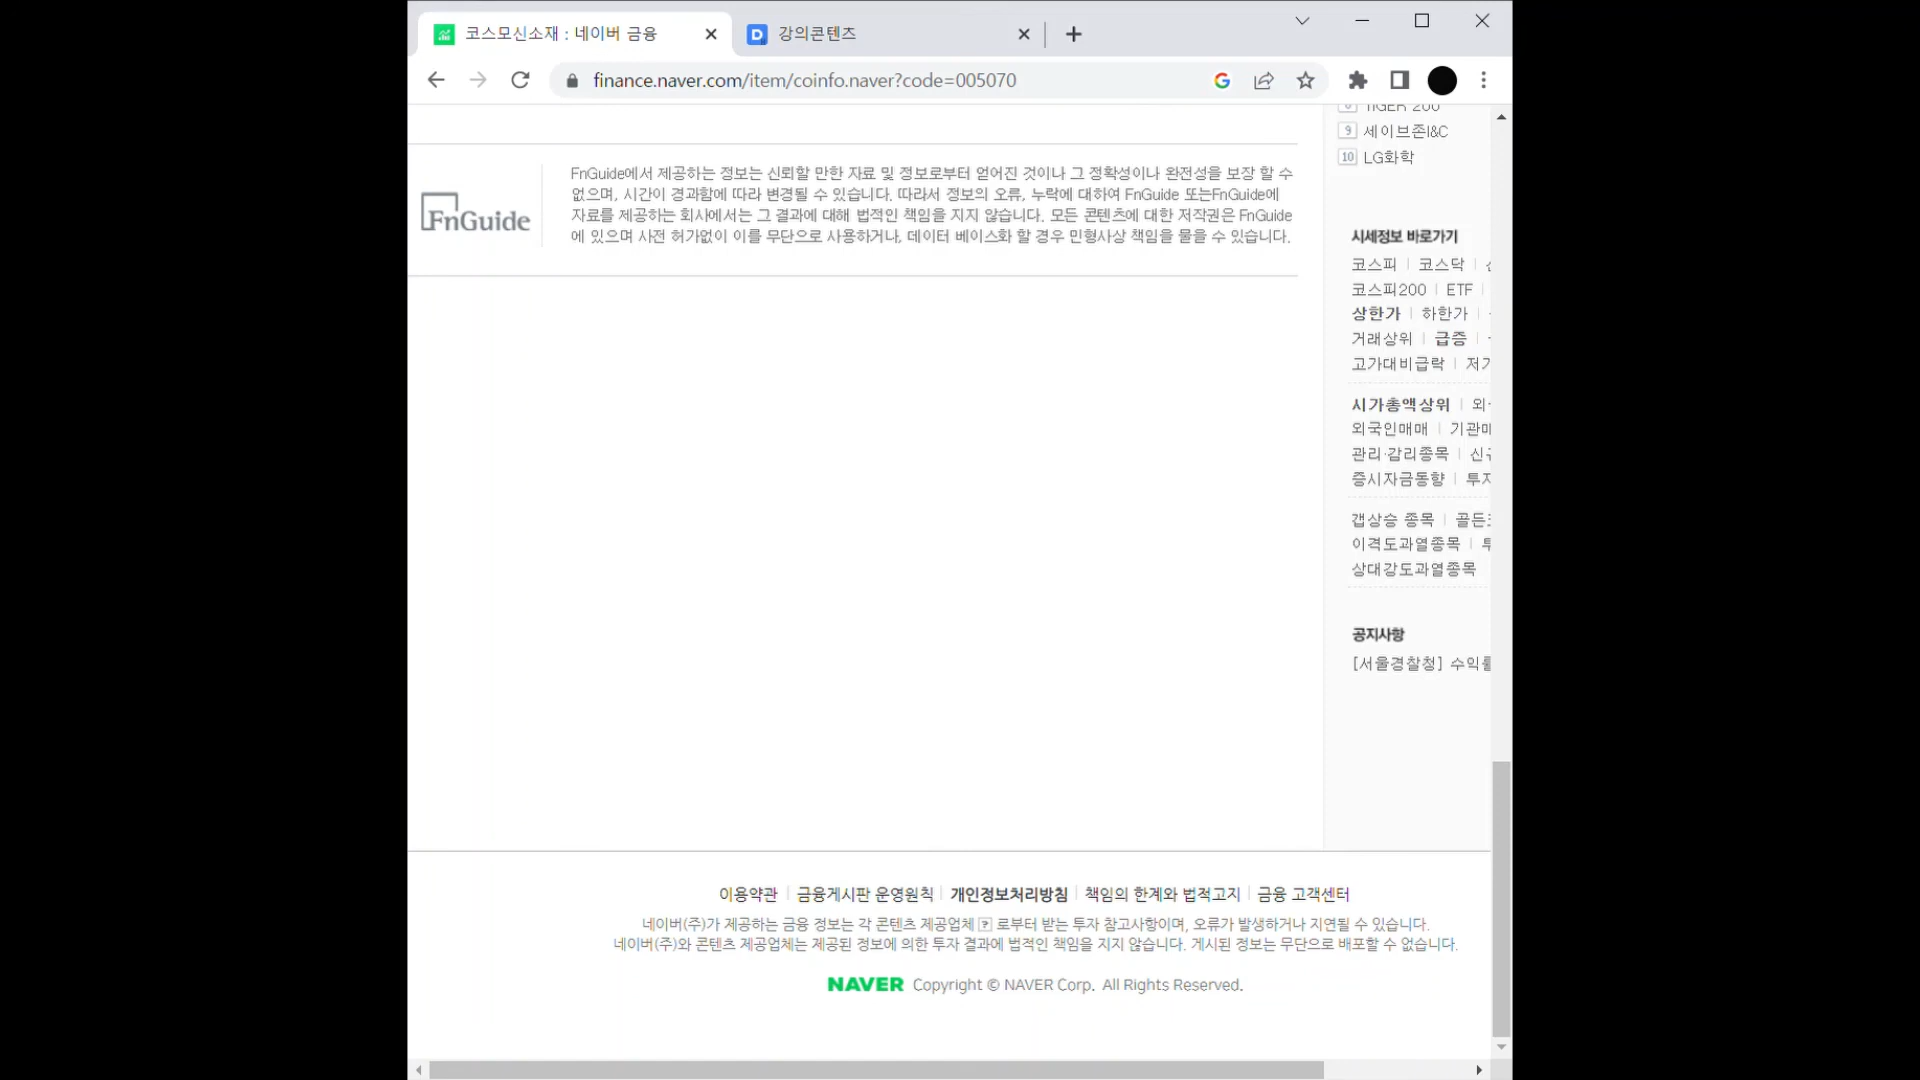 코스모신소재 : 네이버 금융
강의콘텐츠
finance.naver.com/item/coinfo.naver?code=005070
TIGER 200
9 세이브존I&C
10 LG화학
FnGuide
FnGuide에서 제공하는 정보는 신뢰할 만한 자료 및 정보로부터 얻어진 것이나 그 정확성이나 완전성을 보장 할 수
없으며, 시간이 경과함에 따라 변경될 수 있습니다. 따라서 정보의 오류, 누락에 대하여 FnGuide 또는FnGuide에
자료를 제공하는 회사에서는 그 결과에 대해 법적인 책임을 지지 않습니다. 모든 콘텐츠에 대한 저작권은 FnGuide
에 있으며 사전 허가없이 이를 무단으로 사용하거나, 데이터 베이스화 할 경우 민형사상 책임을 물을 수 있습니다.
시세정보 바로가기
코스피 | 코스닥 |
코스피200 | ETF |
상한가 | 하한가 |
거래상위 | 급증 |
고가대비급락 |
시가총액상위 |
외국인매매 |
관리·감리종목 |
증시자금동향 |
갭상승 종목 |
이격도과열종목 |
상대강도과열종목
공지사항
[서울경찰청]
이용약관 | 금융게시판 운영원칙 | 개인정보처리방침 | 책임의 한계와 법적고지 | 금융 고객센터
네이버(주)가 제공하는 금융 정보는 각 콘텐츠 제공업체 ? 로부터 받는 투자 참고사항이며, 오류가 발생하거나 지연될 수 있습니다.
네이버(주)와 콘텐츠 제공업체는 제공된 정보에 의한 투자 결과에 법적인 책임을 지지 않습니다. 게시된 정보는 무단으로 배포할 수 없습니다.
NAVER Copyright © NAVER Corp. All Rights Reserved.